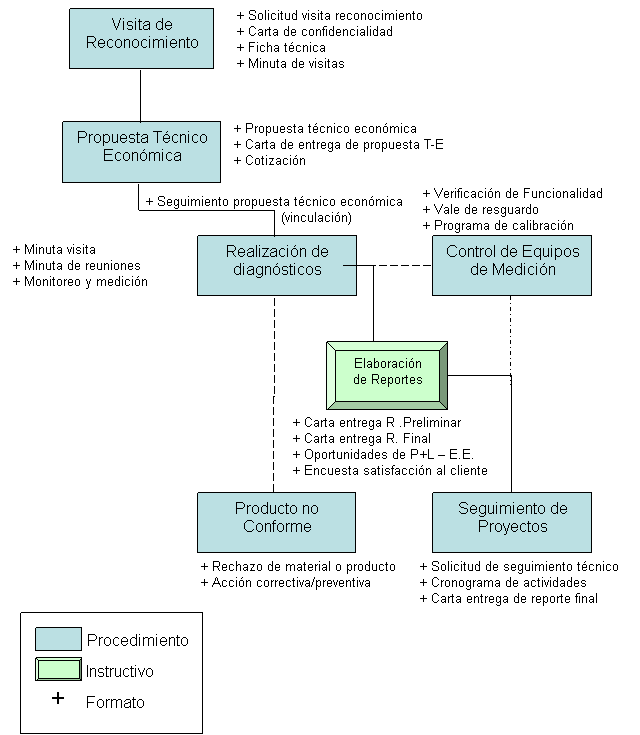 Visita de
Reconocimiento
+ Solicitud visita reconocimiento
+ Carta de confidencialidad
+ Ficha técnica
+ Minuta de visitas
Propuesta Técnico
Económica
+ Propuesta técnico económica
+ Carta de entrega de propuesta T-E
+ Cotización
+ Seguimiento propuesta técnico económica
(vinculación)
+ Verificación de Funcionalidad
+ Vale de resguardo
+ Programa de calibración
+ Minuta visita
+ Minuta de reuniones
+ Monitoreo y medición
Realización de
diagnósticos
Control de Equipos
de Medición
Elaboración
de Reportes
+ Carta entrega R .Preliminar
+ Carta entrega R. Final
+ Oportunidades de P+L – E.E.
+ Encuesta satisfacción al cliente
Producto no
Conforme
+ Rechazo de material o producto
+ Acción correctiva/preventiva
Seguimiento de
Proyectos
+ Solicitud de seguimiento técnico
+ Cronograma de actividades
+ Carta entrega de reporte final
Procedimiento
Instructivo
+ Formato